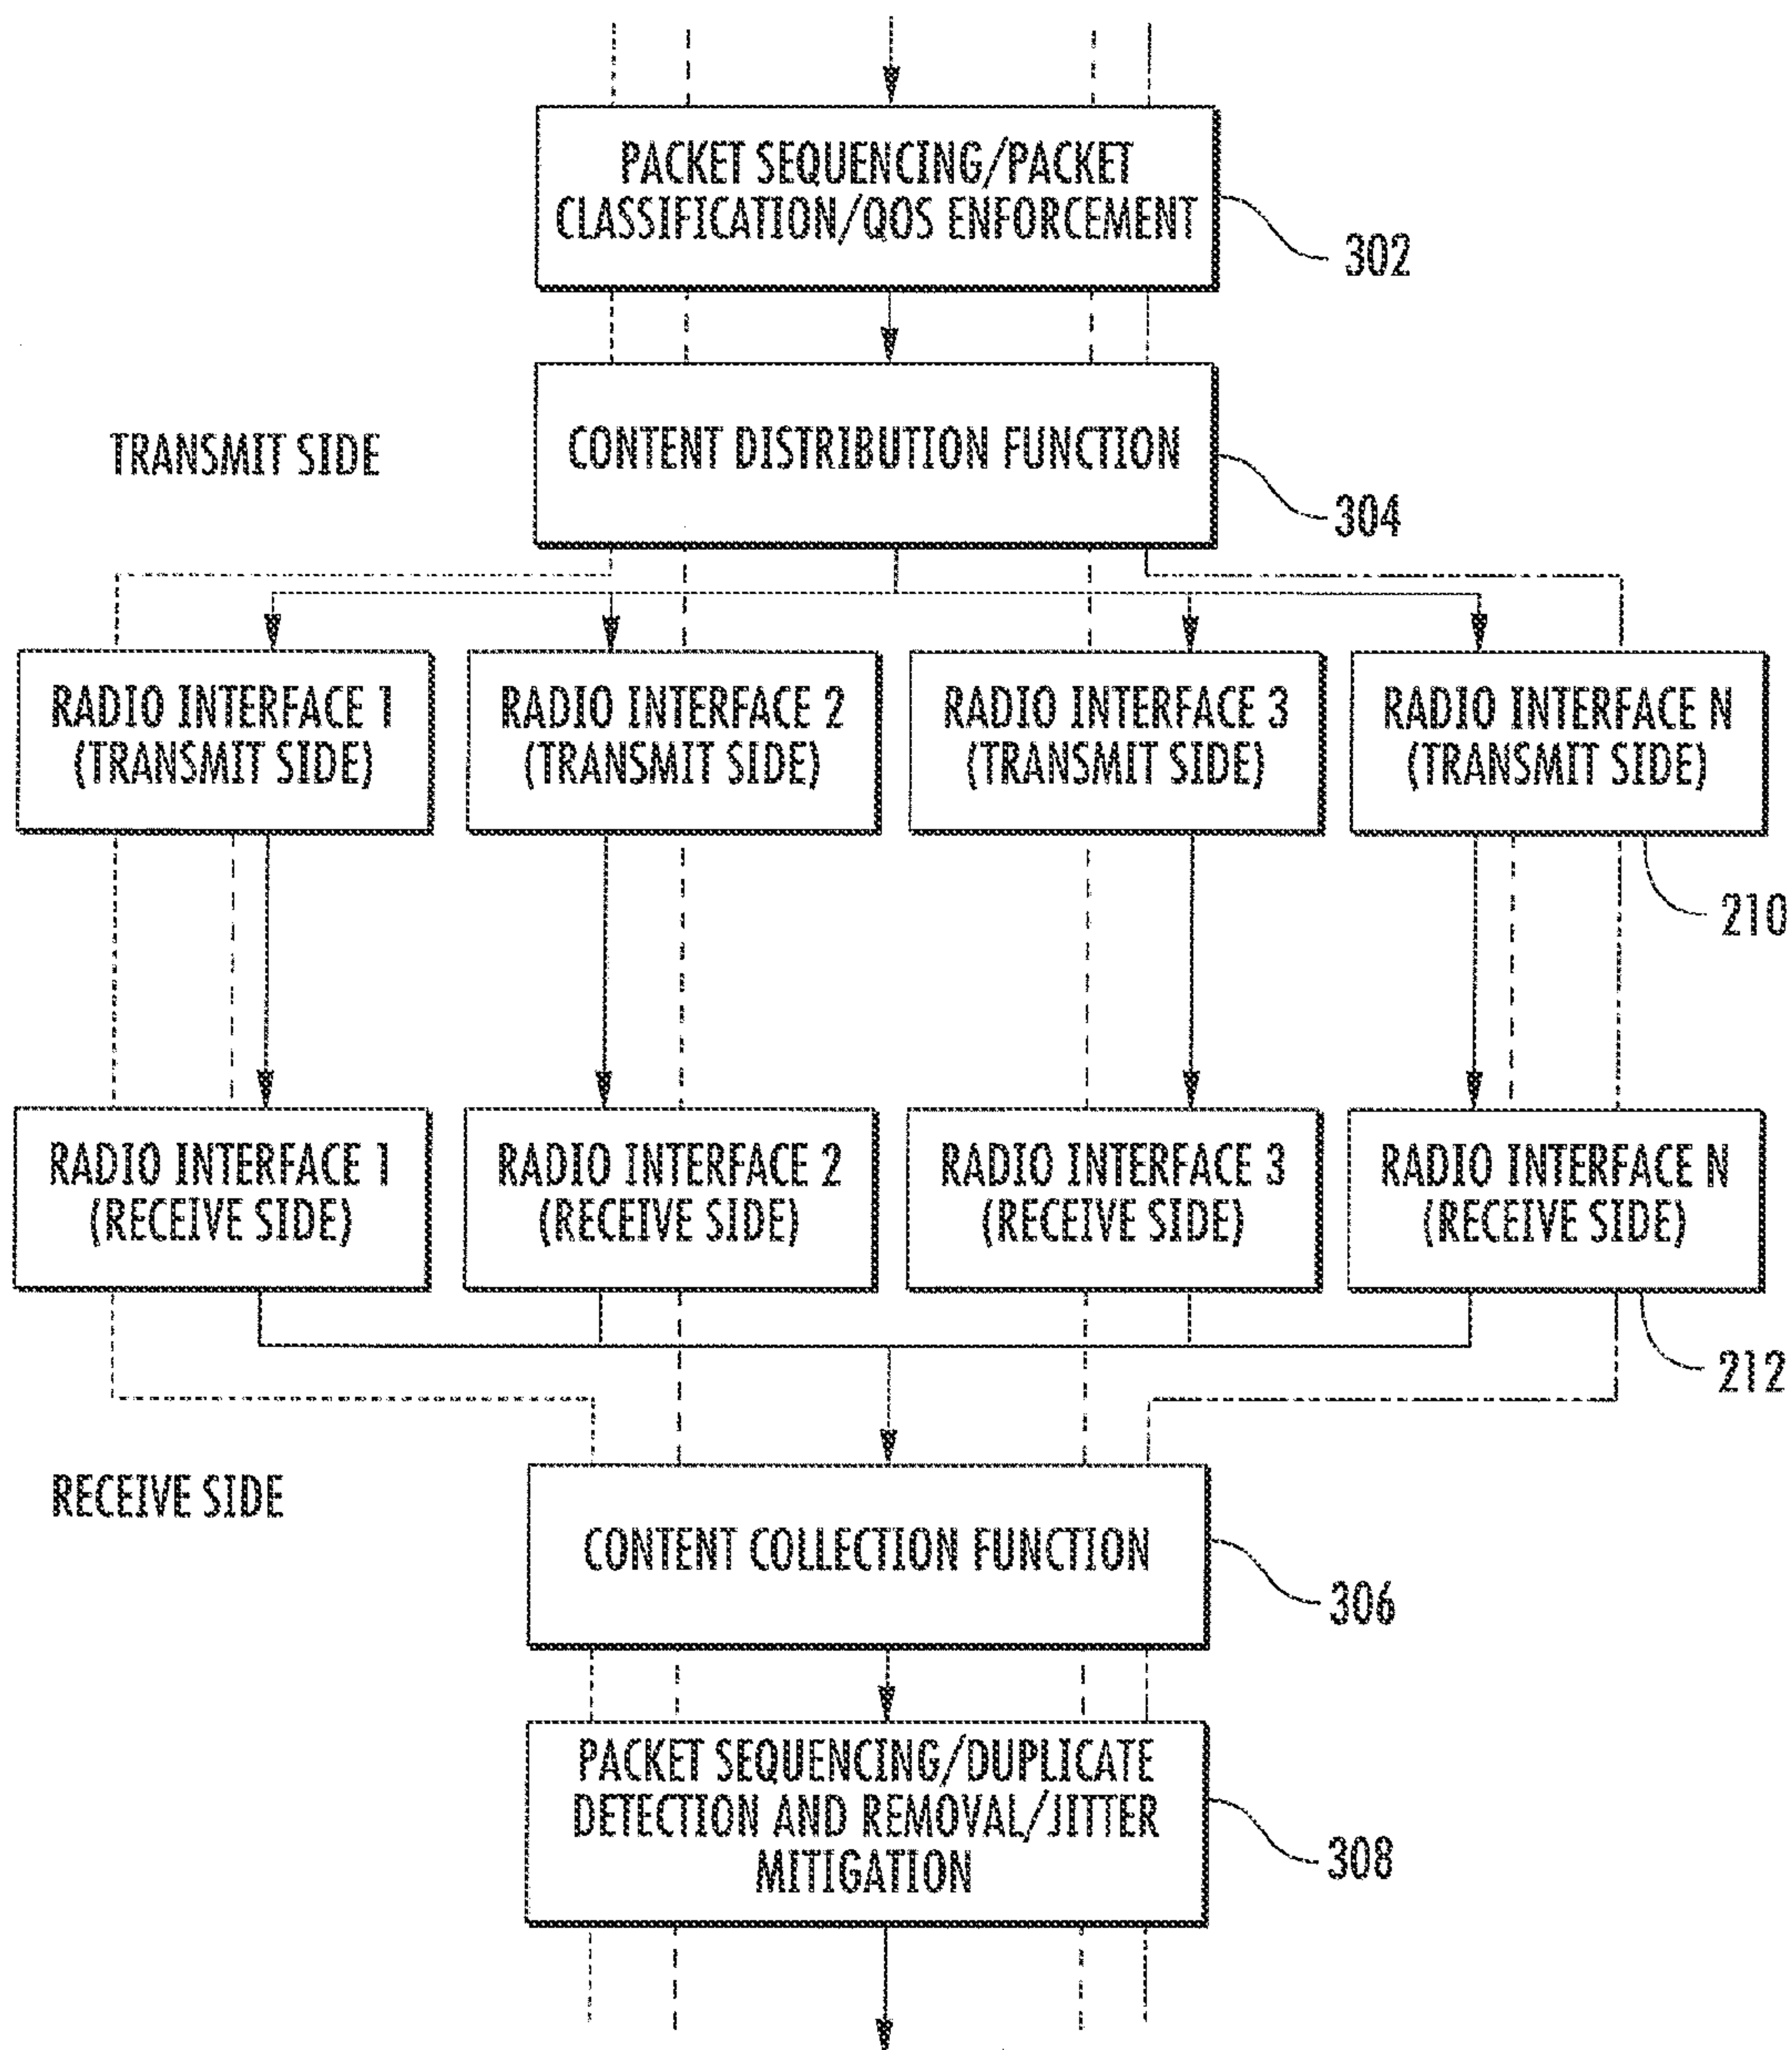 PACKET SEQUENCING/PACKET
CLASSIFICATION/QOS ENFORCEMENT
302
CONTENT DISTRIBUTION FUNCTION
304
TRANSMIT SIDE
RADIO INTERFACE 1
(TRANSMIT SIDE)
RADIO INTERFACE 2
(TRANSMIT SIDE)
RADIO INTERFACE 3
(TRANSMIT SIDE)
RADIO INTERFACE N
(TRANSMIT SIDE)
210
RADIO INTERFACE 1
(RECEIVE SIDE)
RADIO INTERFACE 2
(RECEIVE SIDE)
RADIO INTERFACE 3
(RECEIVE SIDE)
RADIO INTERFACE N
(RECEIVE SIDE)
212
RECEIVE SIDE
CONTENT COLLECTION FUNCTION
306
PACKET SEQUENCING/DUPLICATE
DETECTION AND REMOVAL/JITTER
MITIGATION
308